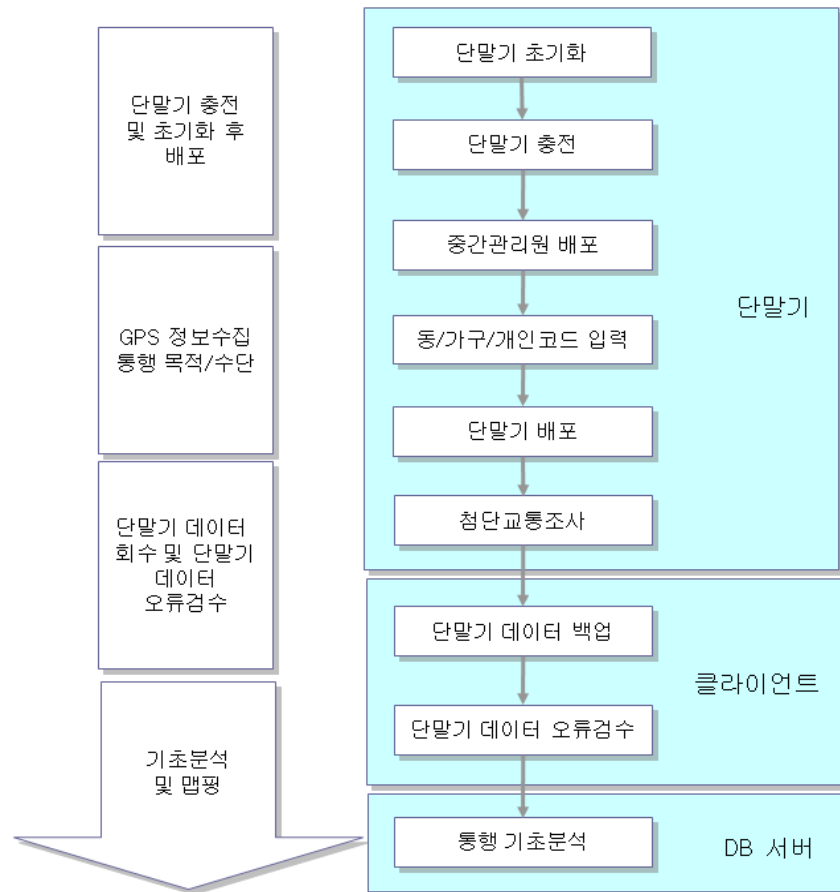 단말기 충전
및 초기화 후
배포
GPS 정보수집
통행 목적/수단
단말기 데이터
회수 및 단말기
데이터
오류검수
기초분석
및 맵핑
단말기 초기화
단말기 충전
중간관리원 배포
동/가구/개인코드 입력
단말기 배포
첨단교통조사
단말기
단말기 데이터 백업
단말기 데이터 오류검수
클라이언트
통행 기초분석
DB 서버